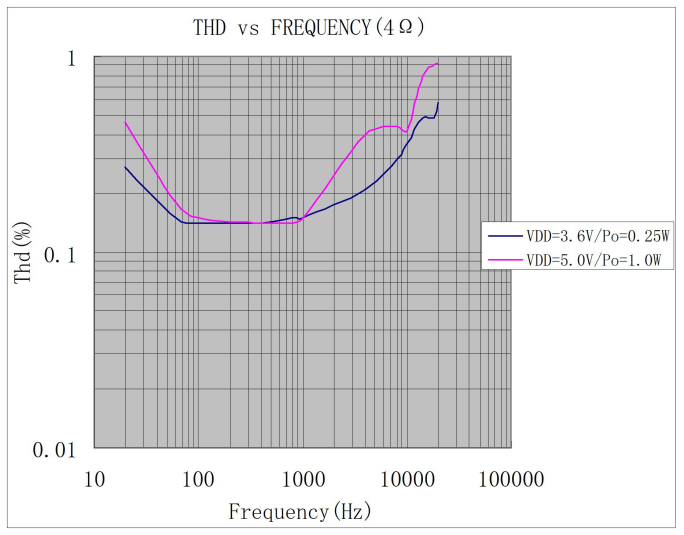 THD vs FREQUENCY(4Ω)
1
0.1
0.01
Thd(%)
10 100 1000 10000 100000
Frequency(Hz)
VDD=3.6V/Po=0.25W
VDD=5.0V/Po=1.0W